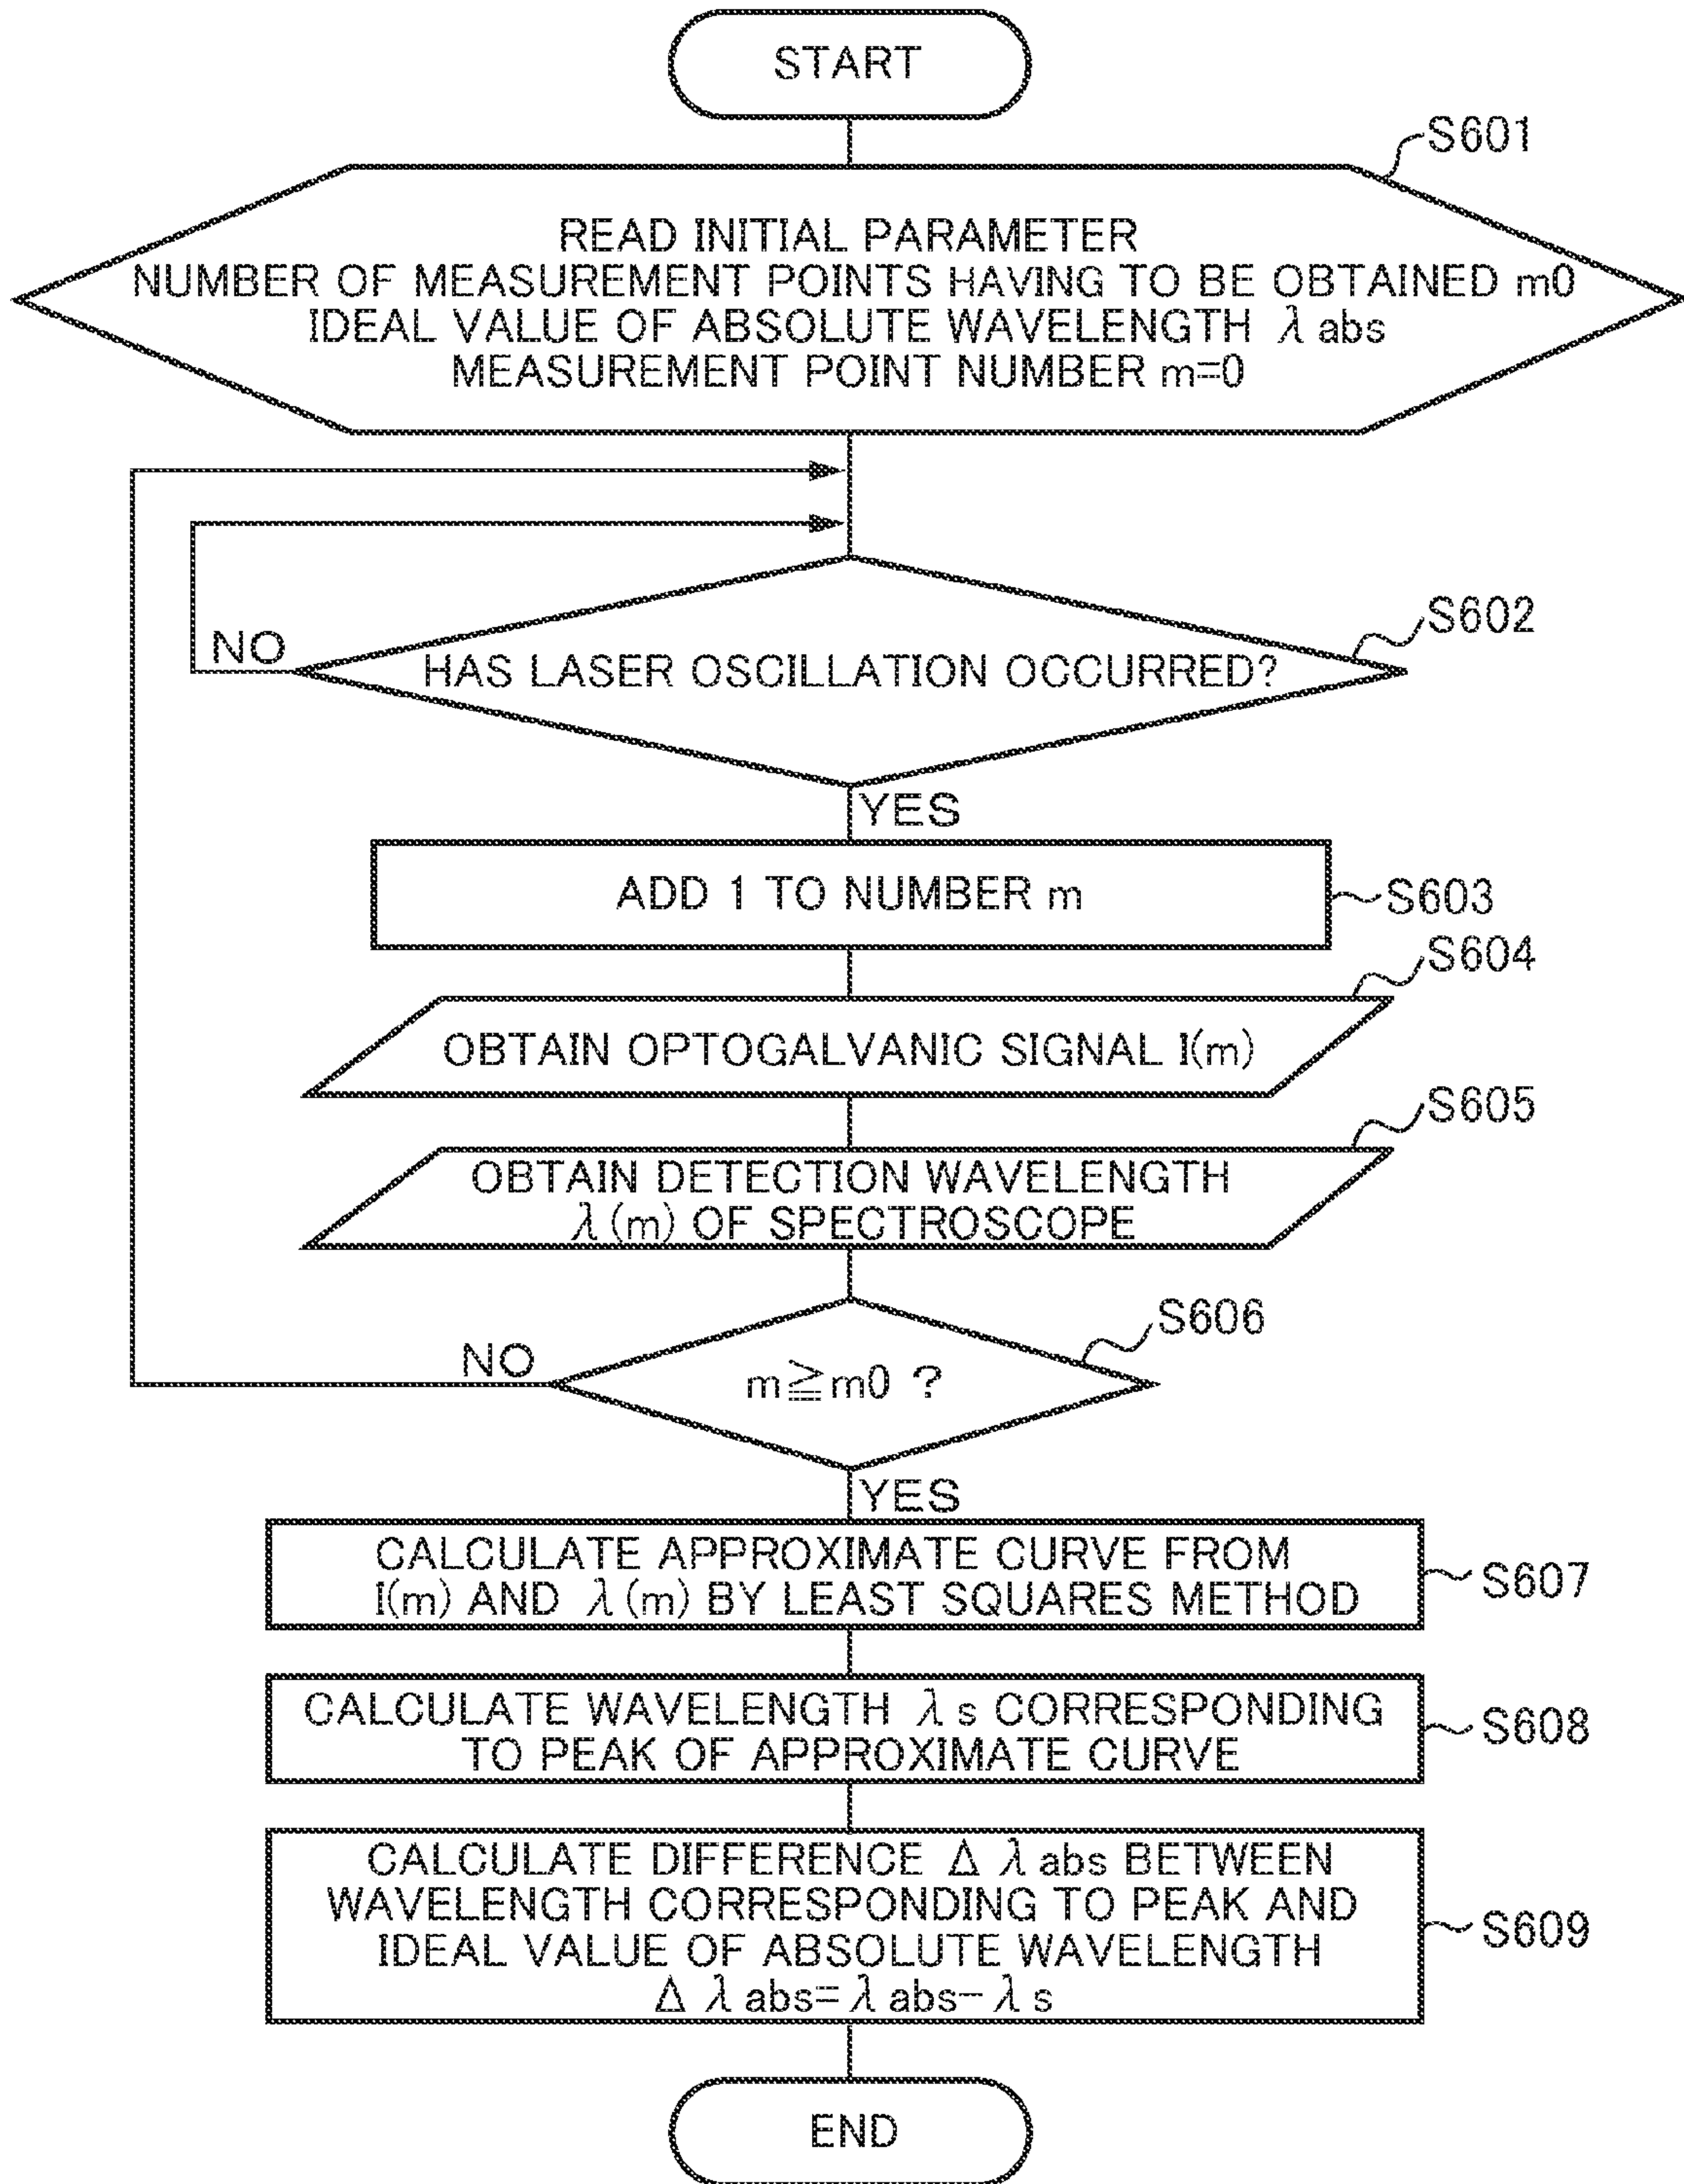 START
S601
READ INITIAL PARAMETER
NUMBER OF MEASUREMENT POINTS HAVING TO BE OBTAINED m0
IDEAL VALUE OF ABSOLUTE WAVELENGTH λabs
MEASUREMENT POINT NUMBER m=0
S602
NO
HAS LASER OSCILLATION OCCURRED?
YES
ADD 1 TO NUMBER m
S603
S604
OBTAIN OPTOGALVANIC SIGNAL I(m)
S605
OBTAIN DETECTION WAVELENGTH
λ(m) OF SPECTROSCOPE
S606
NO
m≧m0 ?
YES
CALCULATE APPROXIMATE CURVE FROM
I(m) AND λ(m) BY LEAST SQUARES METHOD
S607
CALCULATE WAVELENGTH λs CORRESPONDING
TO PEAK OF APPROXIMATE CURVE
S608
CALCULATE DIFFERENCE Δλabs BETWEEN
WAVELENGTH CORRESPONDING TO PEAK AND
IDEAL VALUE OF ABSOLUTE WAVELENGTH
Δλabs=λabs-λs
S609
END